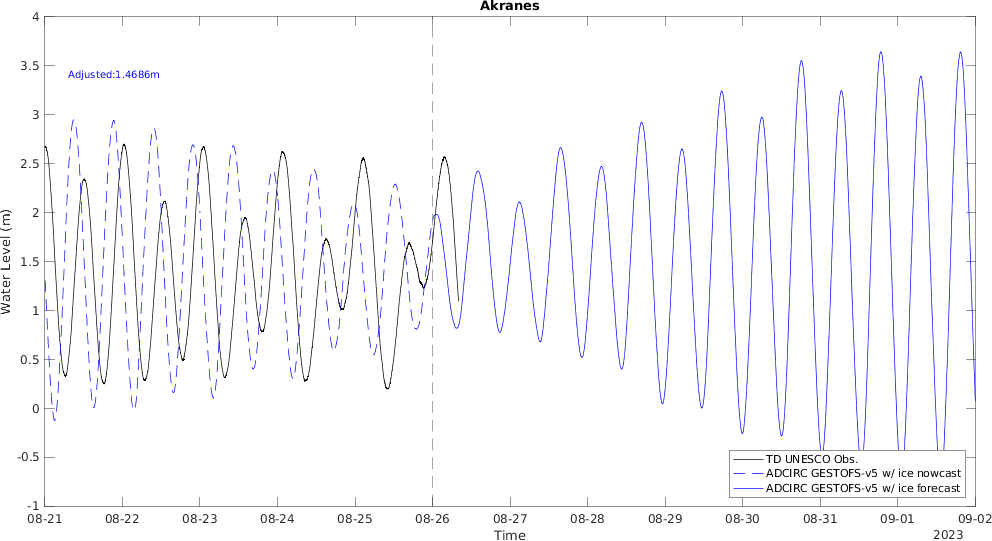 Akranes
4
3.5
3
2.5
2
1.5
1
0.5
0
-0.5
-1
Water Level (m)
Adjusted:1.4686m
TD UNESCO Obs.
ADCIRC GESTOFS-v5 w/ ice nowcast
ADCIRC GESTOFS-v5 w/ ice forecast
08-21 08-22 08-23 08-24 08-25 08-26 08-27 08-28 08-29 08-30 08-31 09-01 09-02
Time
2023